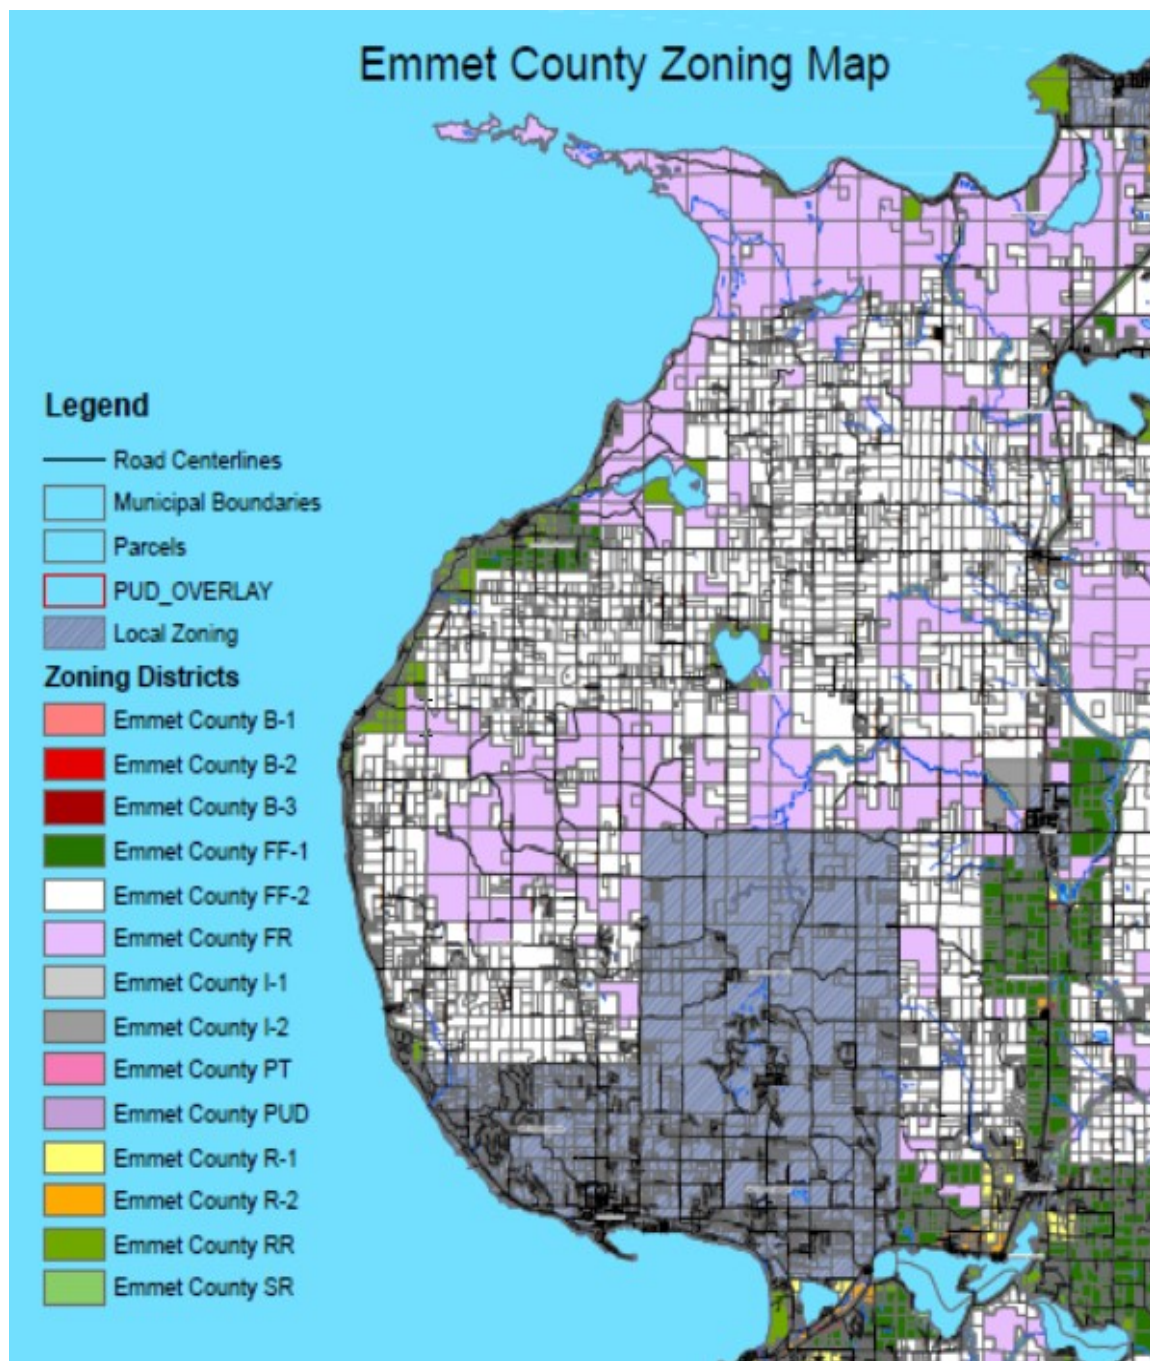 Emmet County Zoning Map
Legend
Road Centerlines
Municipal Boundaries
Parcels
PUD_OVERLAY
Local Zoning
Zoning Districts
Emmet County B-1
Emmet County B-2
Emmet County B-3
Emmet County FF-1
Emmet County FF-2
Emmet County FR
Emmet County I-1
Emmet County I-2
Emmet County PT
Emmet County PUD
Emmet County R-1
Emmet County R-2
Emmet County RR
Emmet County SR